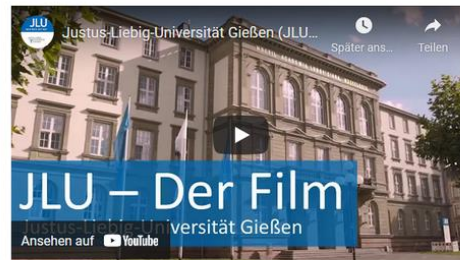 JLU
Justus-Liebig-Universität Gießen (JLU...
Später ans...
Teilen
JLU – Der Film
Justus-Liebig-Universität Gießen
Ansehen auf YouTube